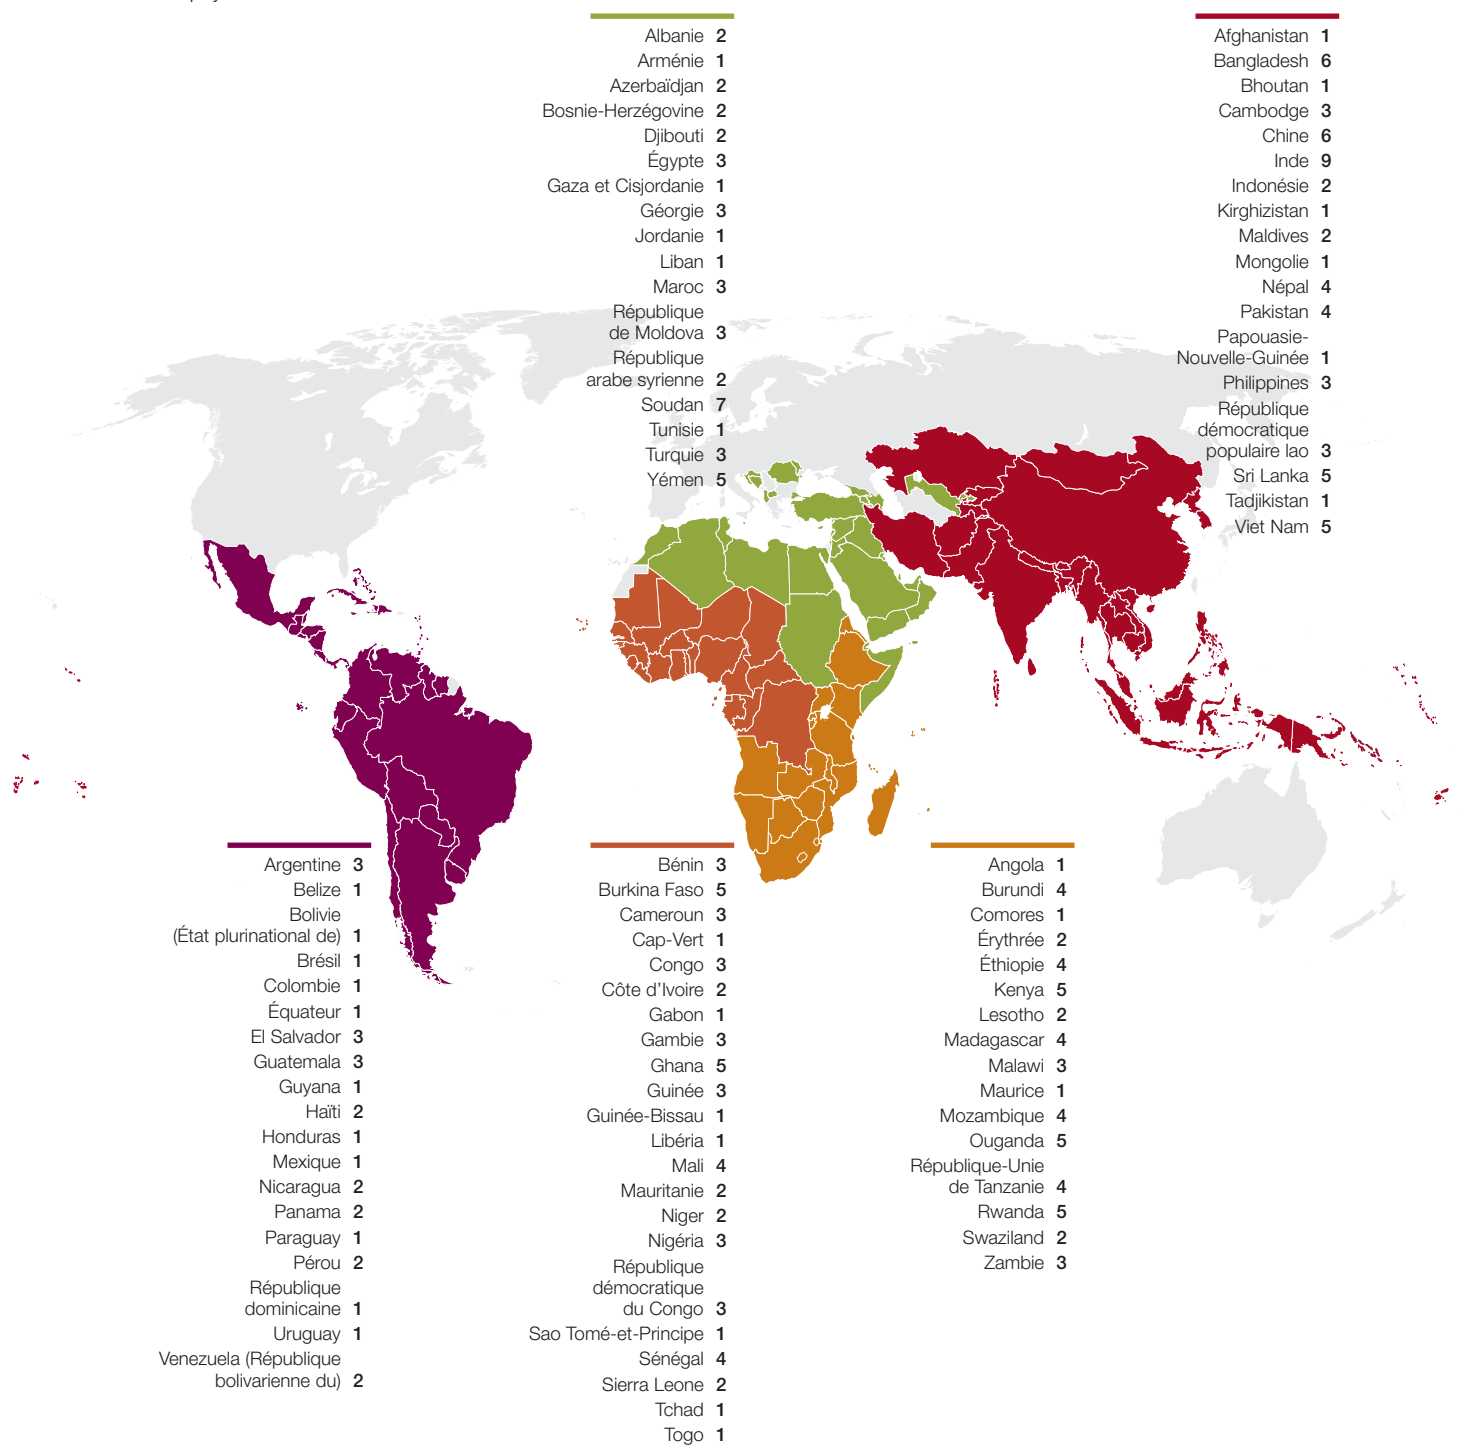 Albanie 2
Arménie 1
Azerbaïdjan 2
Bosnie-Herzégovine 2
Djibouti 2
Égypte 3
Gaza et Cisjordanie 1
Géorgie 3
Jordanie 1
Liban 1
Maroc 3
République
de Moldova 3
République
arabe syrienne 2
Soudan 7
Tunisie 1
Turquie 3
Yémen 5
Afghanistan 1
Bangladesh 6
Bhoutan 1
Cambodge 3
Chine 6
Inde 9
Indonésie 2
Kirghizistan 1
Maldives 2
Mongolie 1
Népal 4
Pakistan 4
Papouasie-
Nouvelle-Guinée 1
Philippines 3
République
démocratique
populaire lao 3
Sri Lanka 5
Tadjikistan 1
Viet Nam 5
Argentine 3
Belize 1
Bolivie
(État plurinational de) 1
Brésil 1
Colombie 1
Équateur 1
El Salvador 3
Guatemala 3
Guyana 1
Haïti 2
Honduras 1
Mexique 1
Nicaragua 2
Panama 2
Paraguay 1
Pérou 2
République
dominicaine 1
Uruguay 1
Venezuela (République
bolivarienne du) 2
Bénin 3
Burkina Faso 5
Cameroun 3
Cap-Vert 1
Congo 3
Côte d'Ivoire 2
Gabon 1
Gambie 3
Ghana 5
Guinée 3
Guinée-Bissau 1
Libéria 1
Mali 4
Mauritanie 2
Niger 2
Nigéria 3
République
démocratique
du Congo 3
Sao Tomé-et-Principe 1
Sénégal 4
Sierra Leone 2
Tchad 1
Togo 1
Angola 1
Burundi 4
Comores 1
Érythrée 2
Éthiopie 4
Kenya 5
Lesotho 2
Madagascar 4
Malawi 3
Maurice 1
Mozambique 4
Ouganda 5
République-Unie
de Tanzanie 4
Rwanda 5
Swaziland 2
Zambie 3